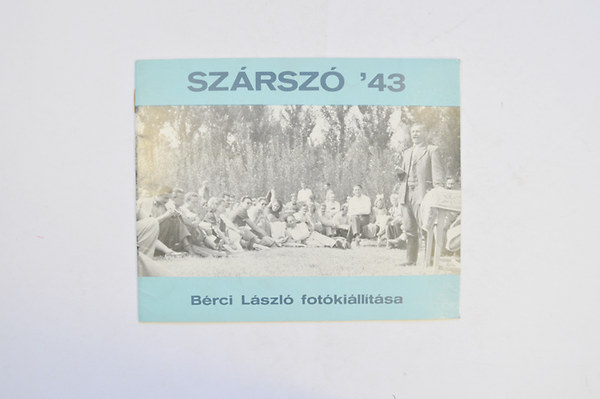 SZÁRSZÓ '43
Bérci László fotókiállítása